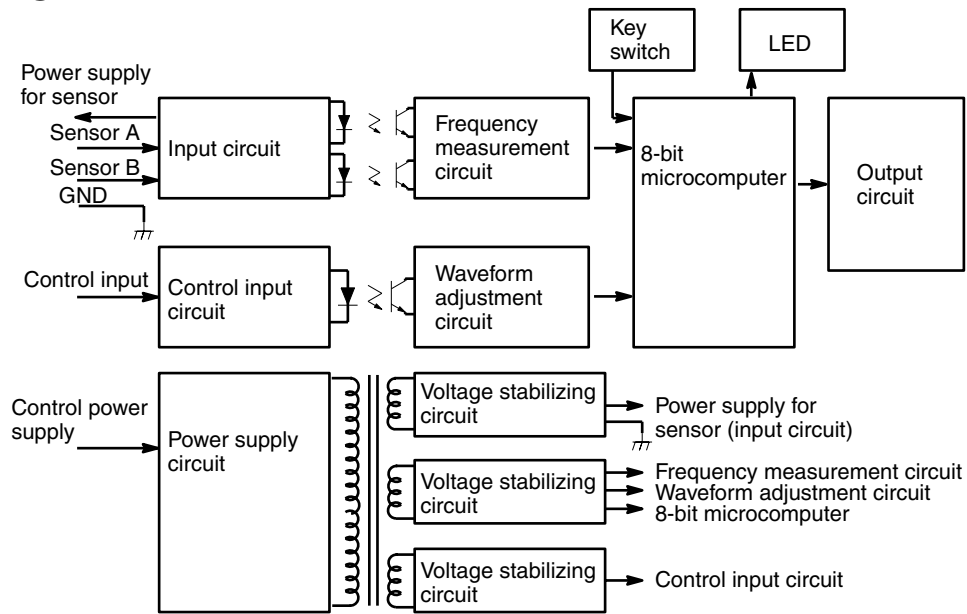 Key
switch
LED
Power supply
for sensor
Sensor A
Sensor B
GND
Input circuit
Frequency
measurement
circuit
8-bit
microcomputer
Output
circuit
Control input
Control input
circuit
Waveform
adjustment
circuit
Control power
supply
Power supply
circuit
Voltage stabilizing
circuit
Power supply for
sensor (input circuit)
Voltage stabilizing
circuit
Frequency measurement circuit
Waveform adjustment circuit
8-bit microcomputer
Voltage stabilizing
circuit
Control input circuit